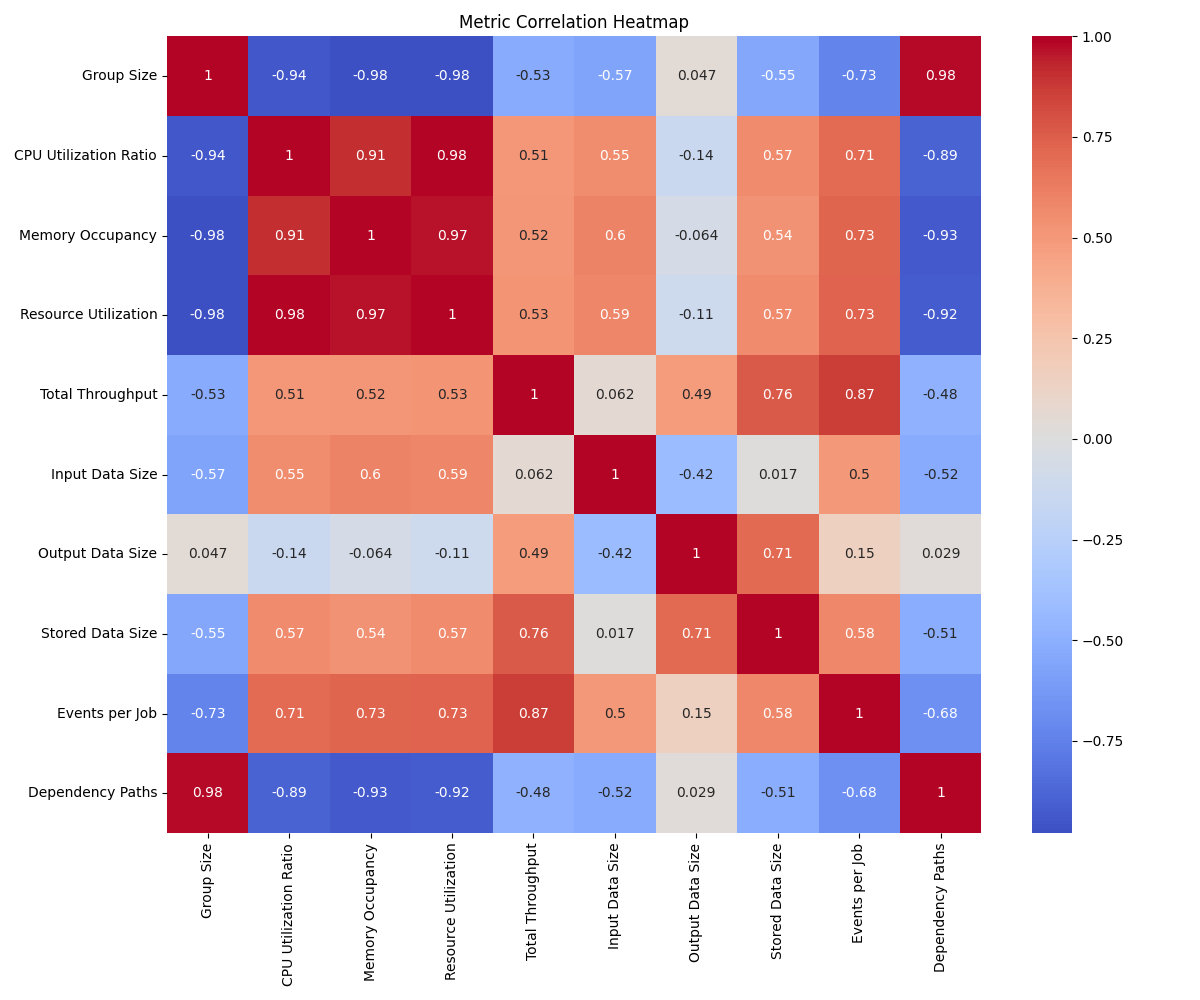 Metric Correlation Heatmap
Group Size 1 -0.94 -0.98 -0.98 -0.53 -0.57 0.047 -0.55 -0.73 0.98
CPU Utilization Ratio -0.94 1 0.91 0.98 0.51 0.55 -0.14 0.57 0.71 -0.89
Memory Occupancy -0.98 0.91 1 0.97 0.52 0.6 -0.064 0.54 0.73 -0.93
Resource Utilization -0.98 0.98 0.97 1 0.53 0.59 -0.11 0.57 0.73 -0.92
Total Throughput -0.53 0.51 0.52 0.53 1 0.062 0.49 0.76 0.87 -0.48
Input Data Size -0.57 0.55 0.6 0.59 0.062 1 -0.42 0.017 0.5 -0.52
Output Data Size 0.047 -0.14 -0.064 -0.11 0.49 -0.42 1 0.71 0.15 0.029
Stored Data Size -0.55 0.57 0.54 0.57 0.76 0.017 0.71 1 0.58 -0.51
Events per Job -0.73 0.71 0.73 0.73 0.87 0.5 0.15 0.58 1 -0.68
Dependency Paths 0.98 -0.89 -0.93 -0.92 -0.48 -0.52 0.029 -0.51 -0.68 1
Group Size
CPU Utilization Ratio
Memory Occupancy
Resource Utilization
Total Throughput
Input Data Size
Output Data Size
Stored Data Size
Events per Job
Dependency Paths
1.00
0.75
0.50
0.25
0.00
−0.25
−0.50
−0.75